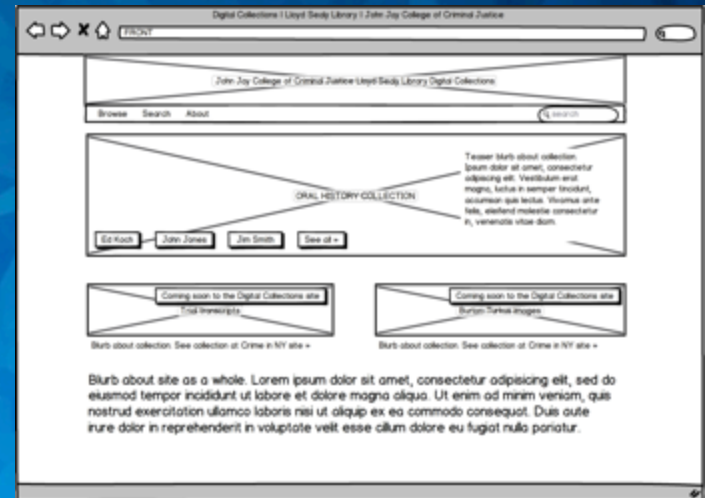 Digital Collections | Lloyd Sealy Library | John Jay College of Criminal Justice
FRONT
John Jay College of Criminal Justice Lloyd Sealy Library Digital Collections
Browse Search About
search
Teaser blurb about collection.
Ipsum dolor sit amet, consectetur
adipiscing elit. Vestibulum erat
magna, luctus in semper tincidunt,
accumsan quis lectus. Vivamus ante
felis, eleifend molestie consectetur
in, venenatis vitae diam.
ORAL HISTORY COLLECTION
Ed Koch John Jones Jim Smith See all »
Coming soon to the Digital Collections site
Trial transcripts
Blurb about collection. See collection at Crime in NY site »
Coming soon to the Digital Collections site
Burton Turkus images
Blurb about collection. See collection at Crime in NY site »
Blurb about site as a whole. Lorem ipsum dolor sit amet, consectetur adipisicing elit, sed do
eiusmod tempor incididunt ut labore et dolore magna aliqua. Ut enim ad minim veniam, quis
nostrud exercitation ullamco laboris nisi ut aliquip ex ea commodo consequat. Duis aute
irure dolor in reprehenderit in voluptate velit esse cillum dolore eu fugiat nulla pariatur.